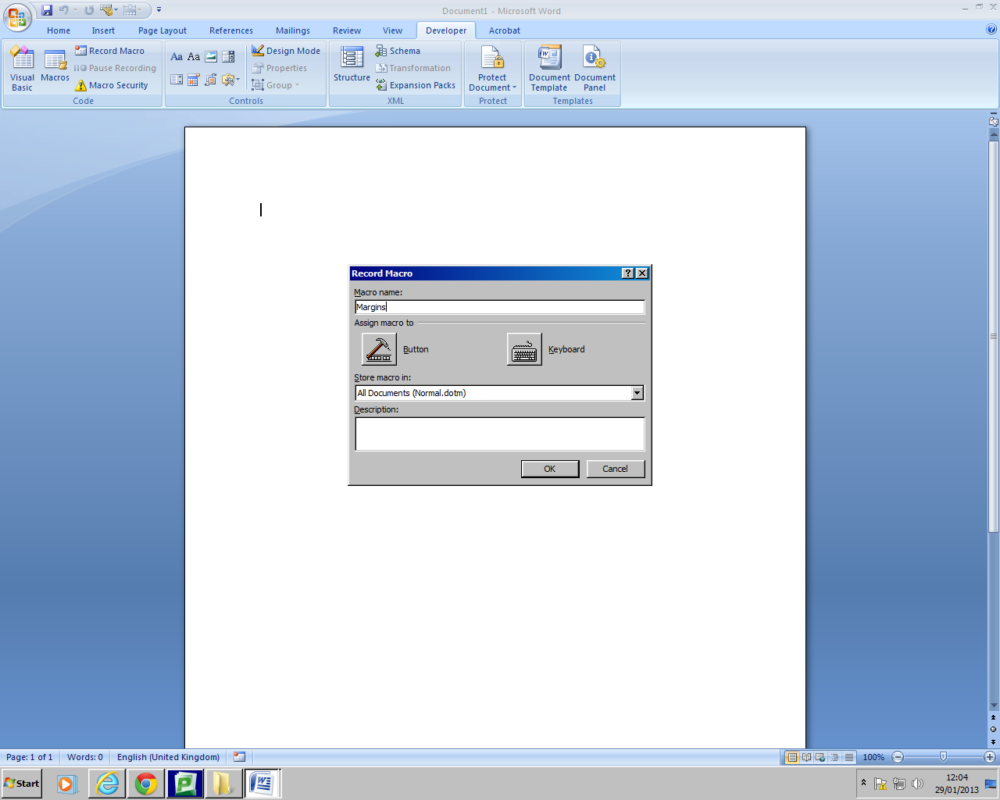 Document1 - Microsoft Word
Home Insert Page Layout References Mailings Review View Developer Acrobat
Visual Basic
Macros
Record Macro
Pause Recording
Macro Security
Code
Aa Aa
Design Mode
Properties
Group
Controls
Structure
Schema
Transformation
Expansion Packs
XML
Protect
Document
Protect
Document
Template
Document
Panel
Templates
Record Macro
Macro name:
Margins
Assign macro to
Button Keyboard
Store macro in:
All Documents (Normal.dotm)
Description:
OK Cancel
Page: 1 of 1 Words: 0 English (United Kingdom) 100%
Start
12:04
29/01/2013